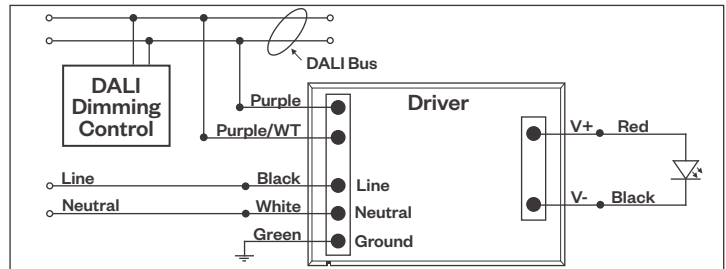 DALI Bus
DALI
Dimming
Control
Purple
Driver
Purple/WT
V+ Red
Line Black Line
Neutral White Neutral
V- Black
Green Ground